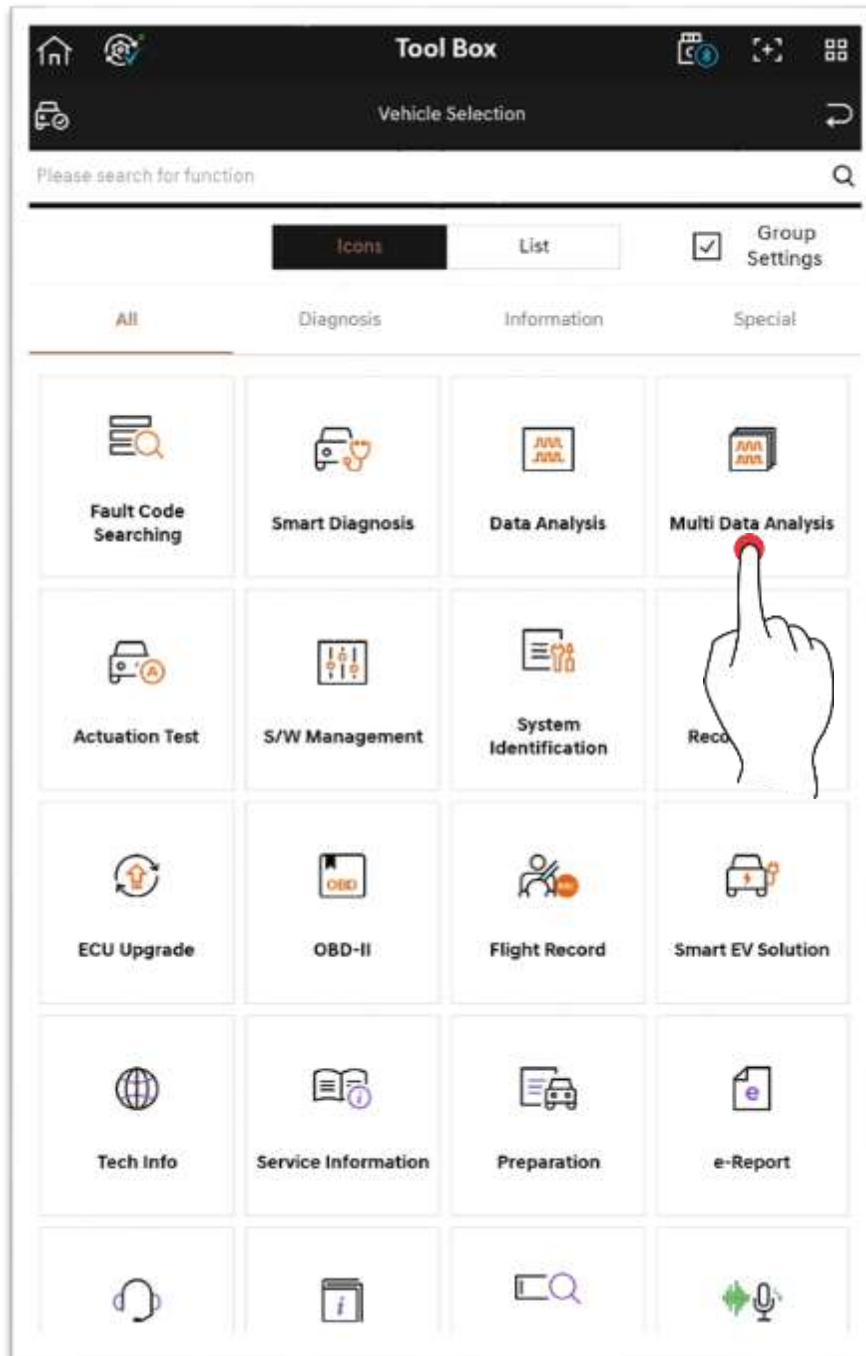 Tool Box
Vehicle Selection
Please search for function
Icons
List
Group
Settings
All
Diagnosis
Information
Special
Fault Code
Searching
Smart Diagnosis
Data Analysis
Multi Data Analysis
Actuation Test
S/W Management
System
Identification
A
ECU Upgrade
OBD
OBD-II
Flight Record
Smart EV Solution
Tech Info
i
Service Information
Preparation
e
e-Report
i